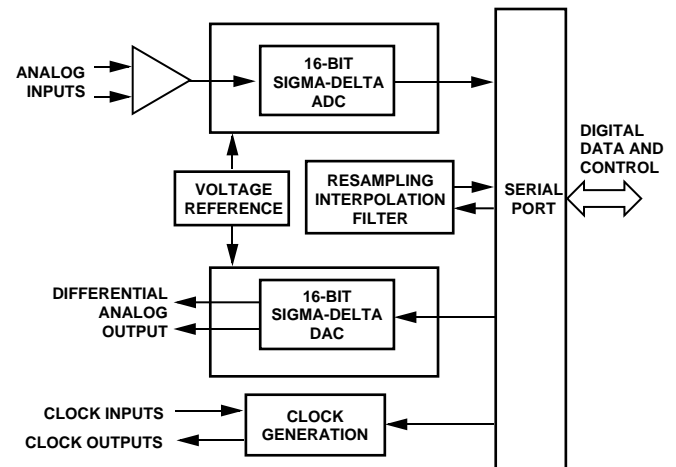 ANALOG
INPUTS
16-BIT
SIGMA-DELTA
ADC
VOLTAGE
REFERENCE
RESAMPLING
INTERPOLATION
FILTER
SERIAL
PORT
DIGITAL
DATA AND
CONTROL
DIFFERENTIAL
ANALOG
OUTPUT
16-BIT
SIGMA-DELTA
DAC
CLOCK INPUTS
CLOCK OUTPUTS
CLOCK
GENERATION